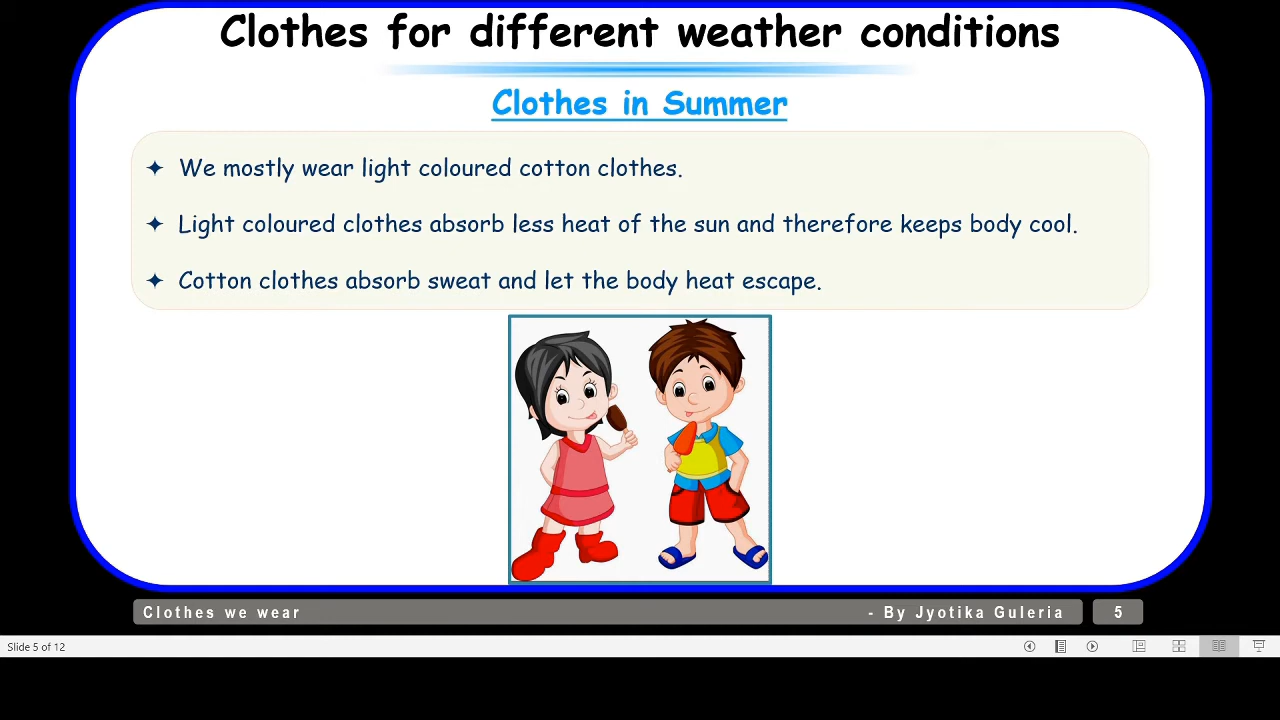 Clothes for different weather conditions
Clothes in Summer
✦ We mostly wear light coloured cotton clothes.
✦ Light coloured clothes absorb less heat of the sun and therefore keeps body cool.
✦ Cotton clothes absorb sweat and let the body heat escape.
Clothes we wear - By Jyotika Guleria 5
Slide 5 of 12